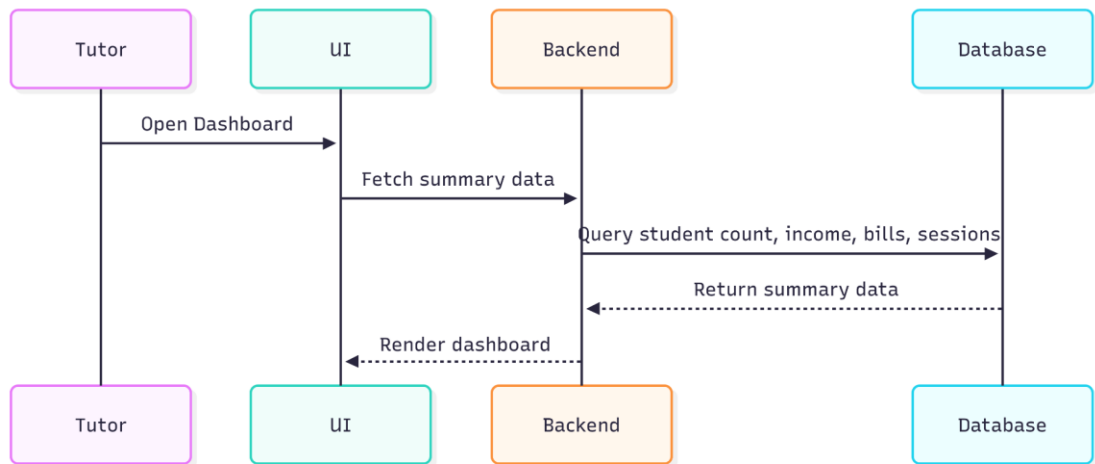 Tutor
UI
Backend
Database
Open Dashboard
Fetch summary data
Query student count, income, bills, sessions
Return summary data
Render dashboard
Tutor
UI
Backend
Database